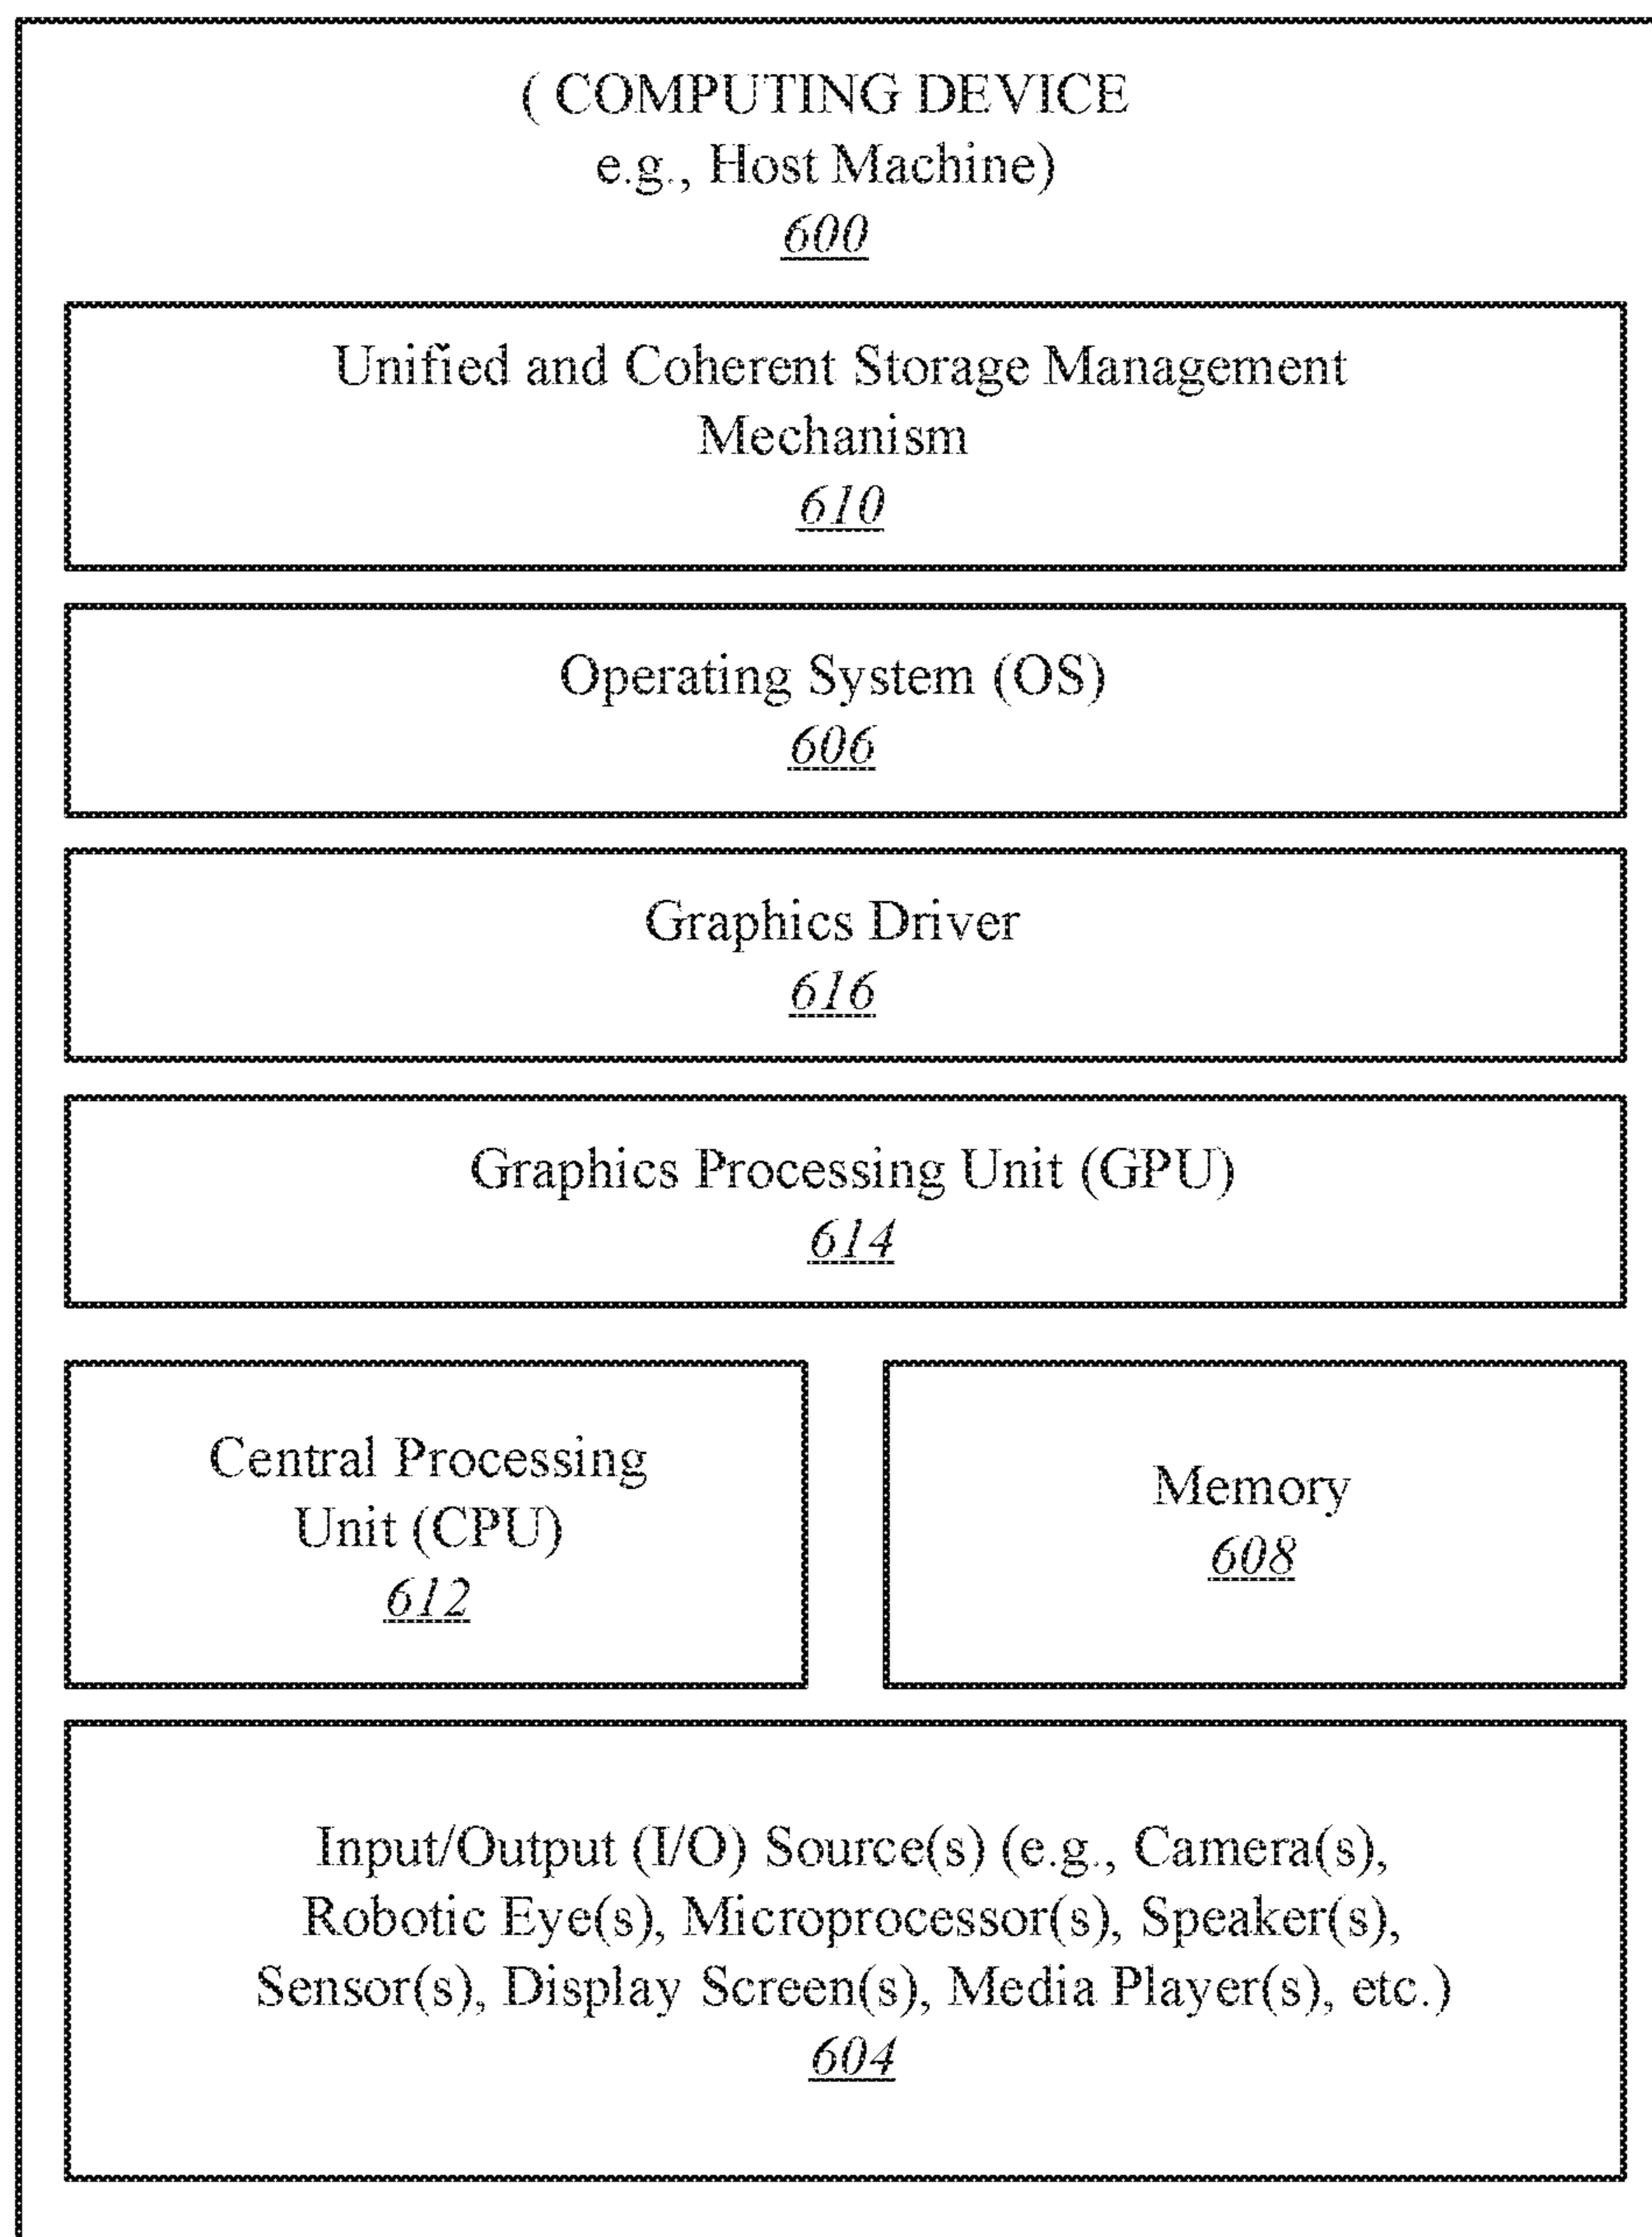 ( COMPUTING DEVICE
e.g., Host Machine)
600
Unified and Coherent Storage Management
Mechanism
610
Operating System (OS)
606
Graphics Driver
616
Graphics Processing Unit (GPU)
614
Central Processing
Unit (CPU)
612
Memory
608
Input/Output (I/O) Source(s) (e.g., Camera(s),
Robotic Eye(s), Microprocessor(s), Speaker(s),
Sensor(s), Display Screen(s), Media Player(s), etc.)
604